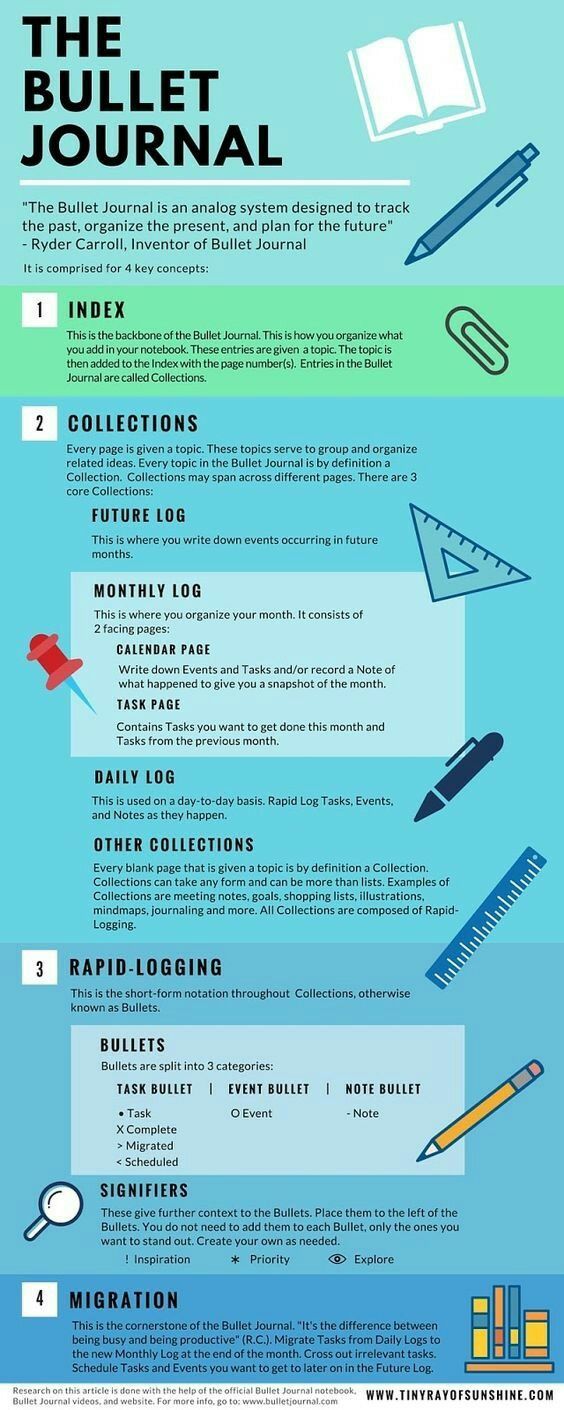 THE
BULLET
JOURNAL
"The Bullet Journal is an analog system designed to track
the past, organize the present, and plan for the future"
- Ryder Carroll, Inventor of Bullet Journal
It is comprised for 4 key concepts:
1 INDEX
This is the backbone of the Bullet Journal. This is how you organize what
you add in your notebook. These entries are given a topic. The topic is
then added to the Index with the page number(s). Entries in the Bullet
Journal are called Collections.
2 COLLECTIONS
Every page is given a topic. These topics serve to group and organize
related ideas. Every topic in the Bullet Journal is by definition a
Collection. Collections may span across different pages. There are 3
core Collections:
FUTURE LOG
This is where you write down events occurring in future
months.
MONTHLY LOG
This is where you organize your month. It consists of
2 facing pages:
CALENDAR PAGE
Write down Events and Tasks and/or record a Note of
what happened to give you a snapshot of the month.
TASK PAGE
Contains Tasks you want to get done this month and
Tasks from the previous month.
DAILY LOG
This is used on a day-to-day basis. Rapid Log Tasks, Events,
and Notes as they happen.
OTHER COLLECTIONS
Every blank page that is given a topic is by definition a Collection.
Collections can take any form and can be more than lists. Examples of
Collections are meeting notes, goals, shopping lists, illustrations,
mindmaps, journaling and more. All Collections are composed of Rapid-
Logging.
3 RAPID-LOGGING
This is the short-form notation throughout Collections, otherwise
known as Bullets.
BULLETS
Bullets are split into 3 categories:
TASK BULLET | EVENT BULLET | NOTE BULLET
• Task O Event - Note
X Complete
> Migrated
< Scheduled
SIGNIFIERS
These give further context to the Bullets. Place them to the left of the
Bullets. You do not need to add them to each Bullet, only the ones you
want to stand out. Create your own as needed.
! Inspiration * Priority Explore
4 MIGRATION
This is the cornerstone of the Bullet Journal. "It's the difference between
being busy and being productive" (R.C.). Migrate Tasks from Daily Logs to
the new Monthly Log at the end of the month. Cross out irrelevant tasks.
Schedule Tasks and Events you want to get to later on in the Future Log.
Research on this article is done with the help of the official Bullet Journal notebook,
Bullet Journal videos, and website. For more info, go to: www.bulletjournal.com
WWW.TINYRAYOFSUNSHINE.COM